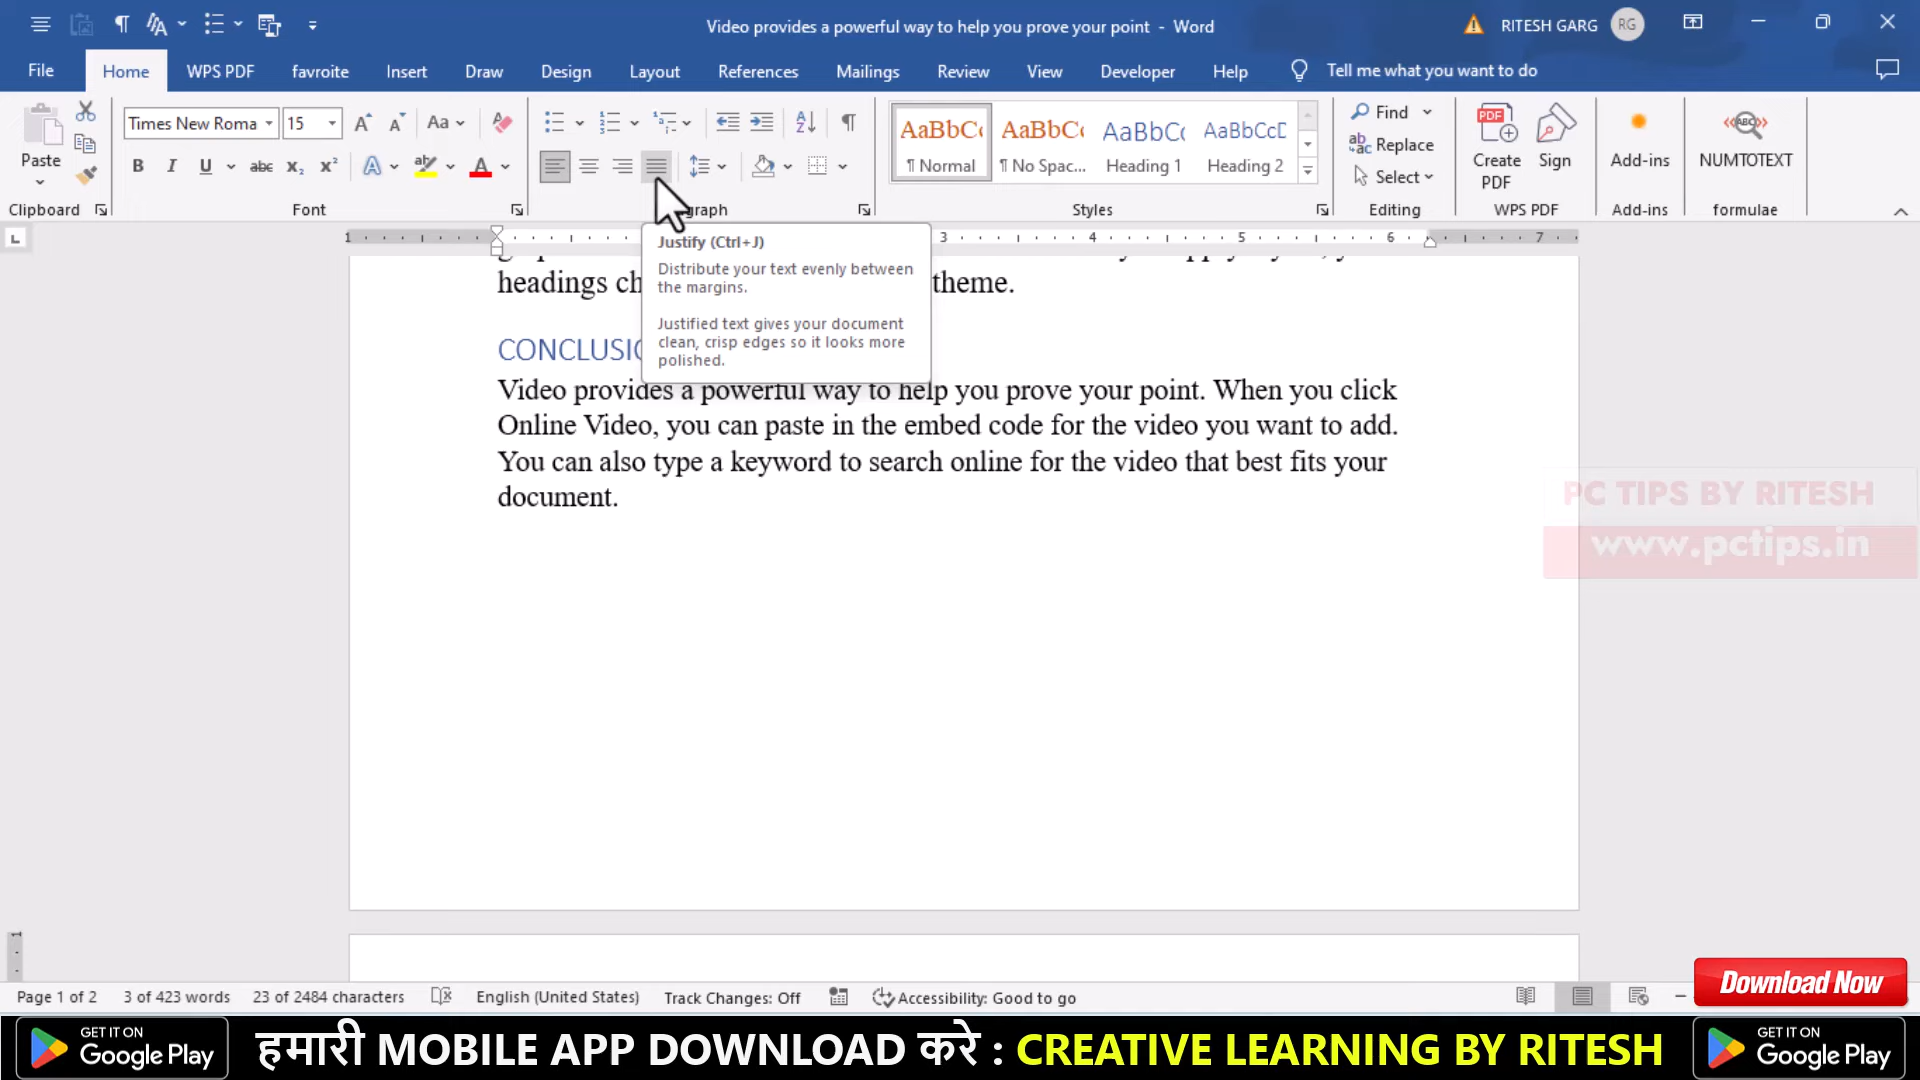 Video provides a powerful way to help you prove your point - Word
RITESH GARG
RG
File
Home
WPS PDF
favroite
Insert
Draw
Design
Layout
References
Mailings
Review
View
Developer
Help
Tell me what you want to do
Paste
Clipboard
Times New Roma
15
Aa
Font
AaBbCc
¶ Normal
AaBbCc
¶ No Spac...
AaBbCc
Heading 1
AaBbCcD
Heading 2
Styles
Find
Replace
Select
Editing
PDF
Create
PDF
Sign
WPS PDF
Add-ins
Add-ins
ABC
NUMTOTEXT
formulae
1 3 4 5 6 7
Justify (Ctrl+J)
Distribute your text evenly between
the margins.
Justified text gives your document
clean, crisp edges so it looks more
polished.
headings ch
theme.
CONCLUSIO
Video provides a powerful way to help you prove your point. When you click
Online Video, you can paste in the embed code for the video you want to add.
You can also type a keyword to search online for the video that best fits your
document.
PC TIPS BY RITESH
www.pctips.in
Page 1 of 2
3 of 423 words
23 of 2484 characters
English (United States)
Track Changes: Off
Accessibility: Good to go
Download Now
GET IT ON
Google Play
हमारी MOBILE APP DOWNLOAD करे : CREATIVE LEARNING BY RITESH
GET IT ON
Google Play